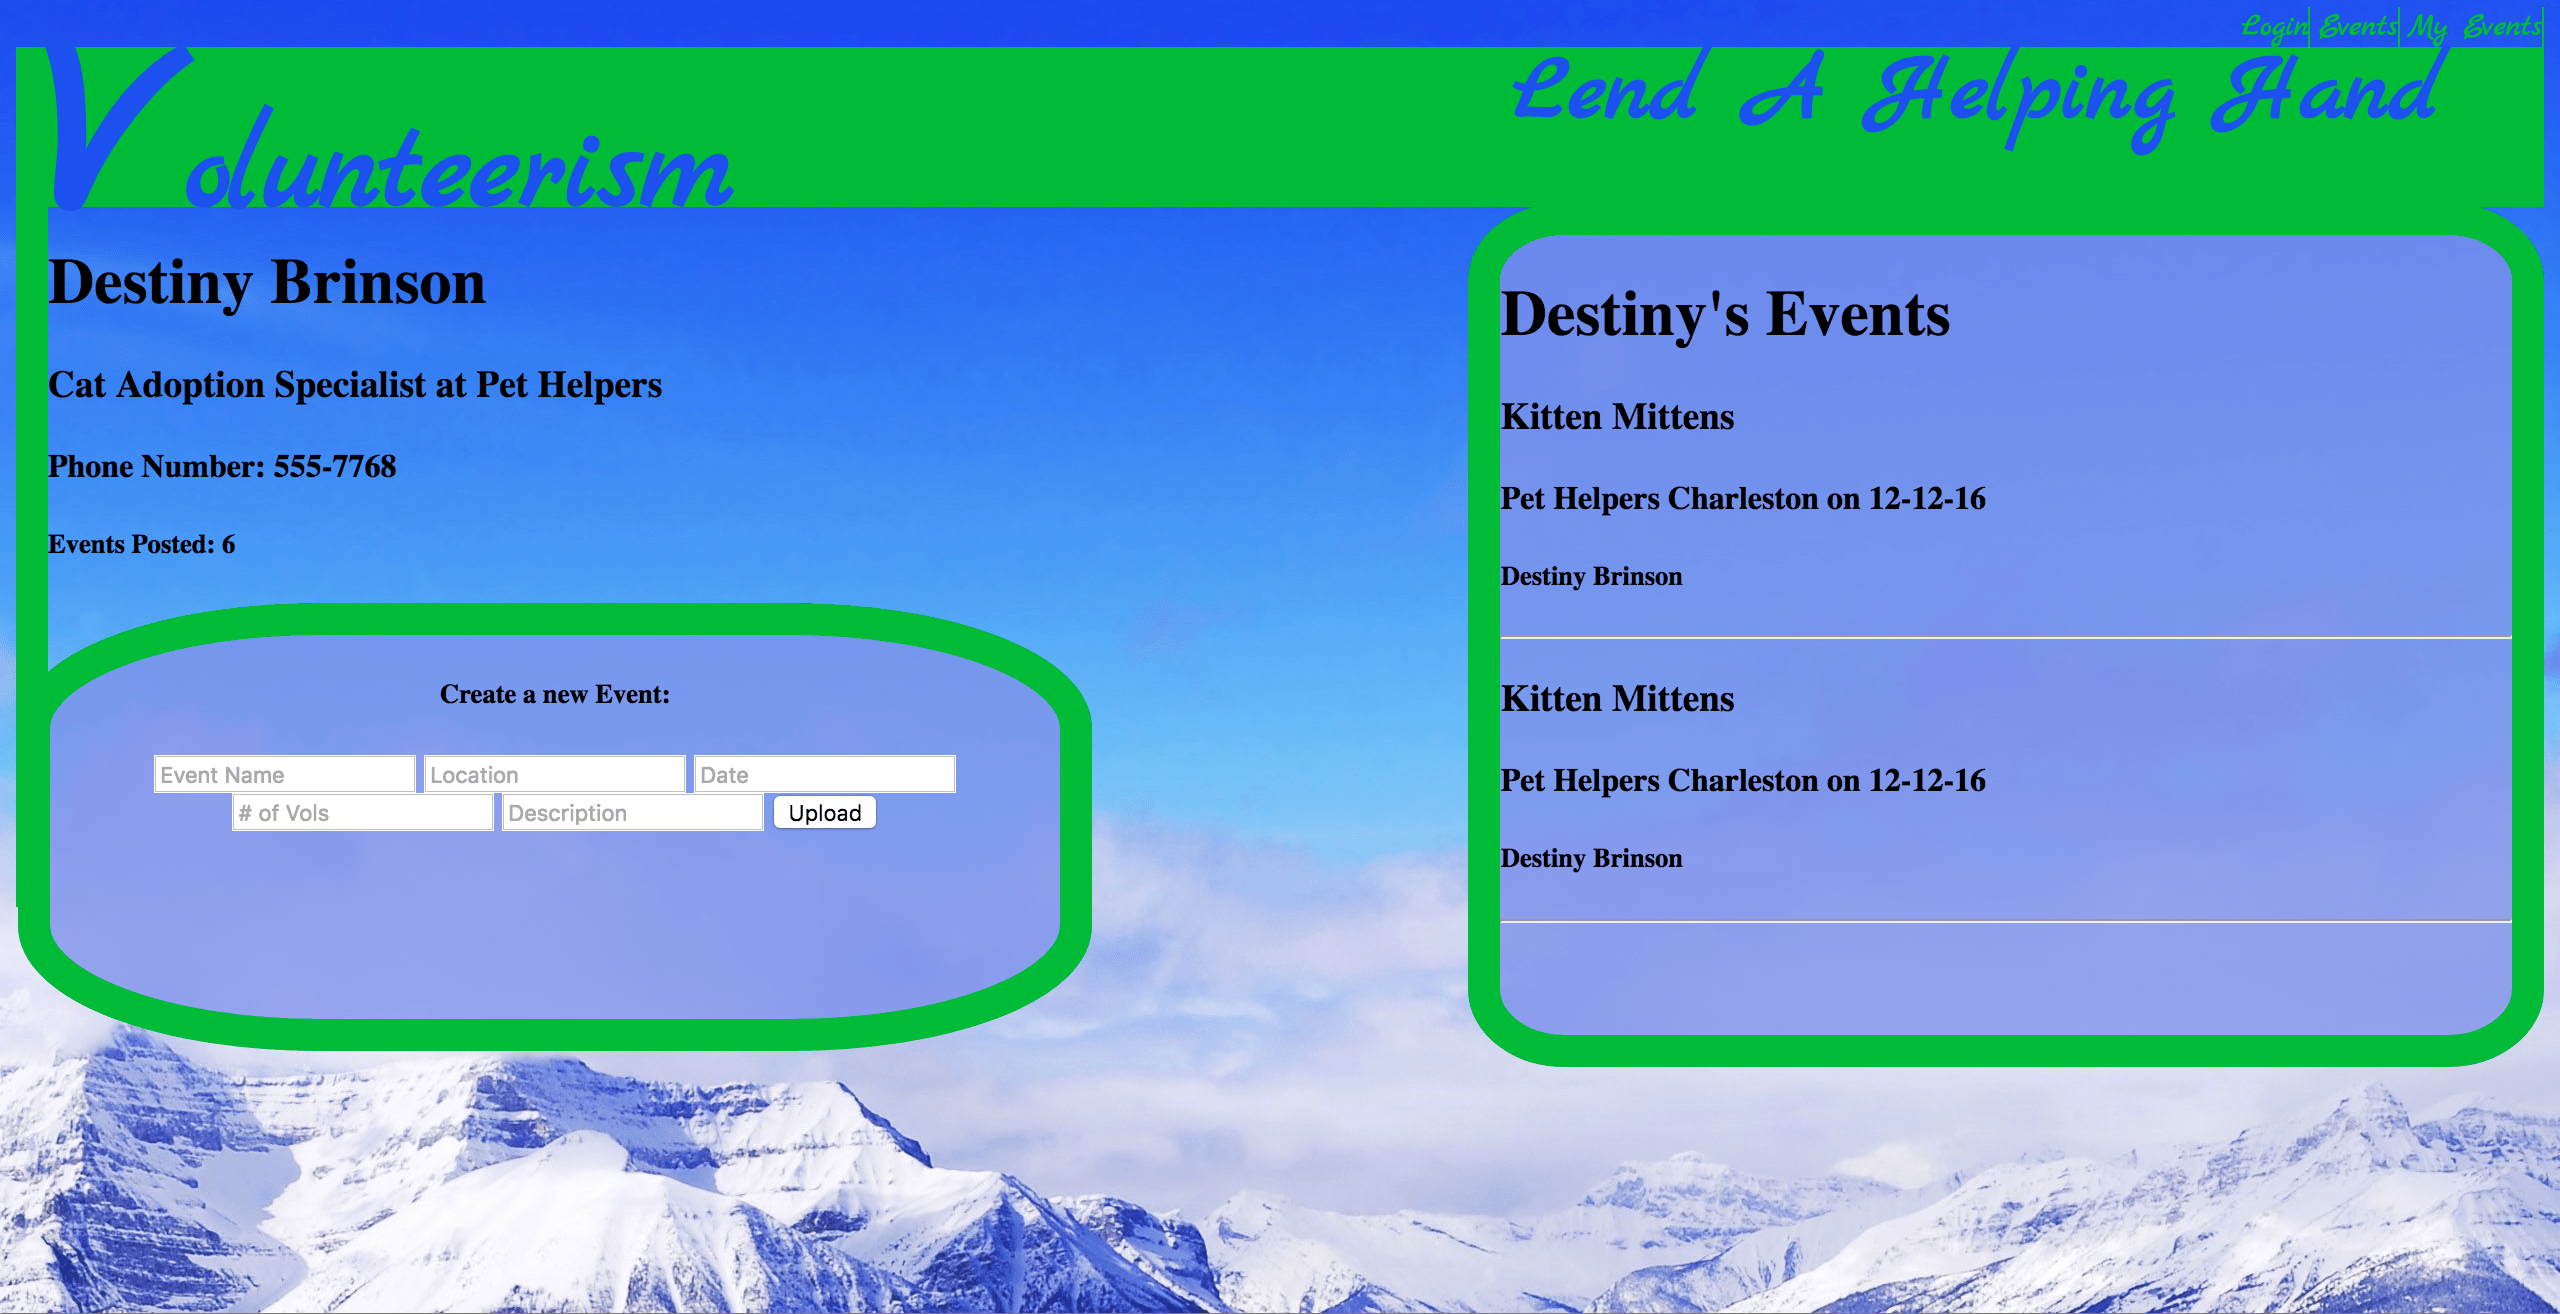 Login Events My Events
Volunteerism
Lend A Helping Hand
Destiny Brinson
Cat Adoption Specialist at Pet Helpers
Phone Number: 555-7768
Events Posted: 6
Create a new Event:
Event Name Location Date
# of Vols Description Upload
Destiny's Events
Kitten Mittens
Pet Helpers Charleston on 12-12-16
Destiny Brinson
Kitten Mittens
Pet Helpers Charleston on 12-12-16
Destiny Brinson